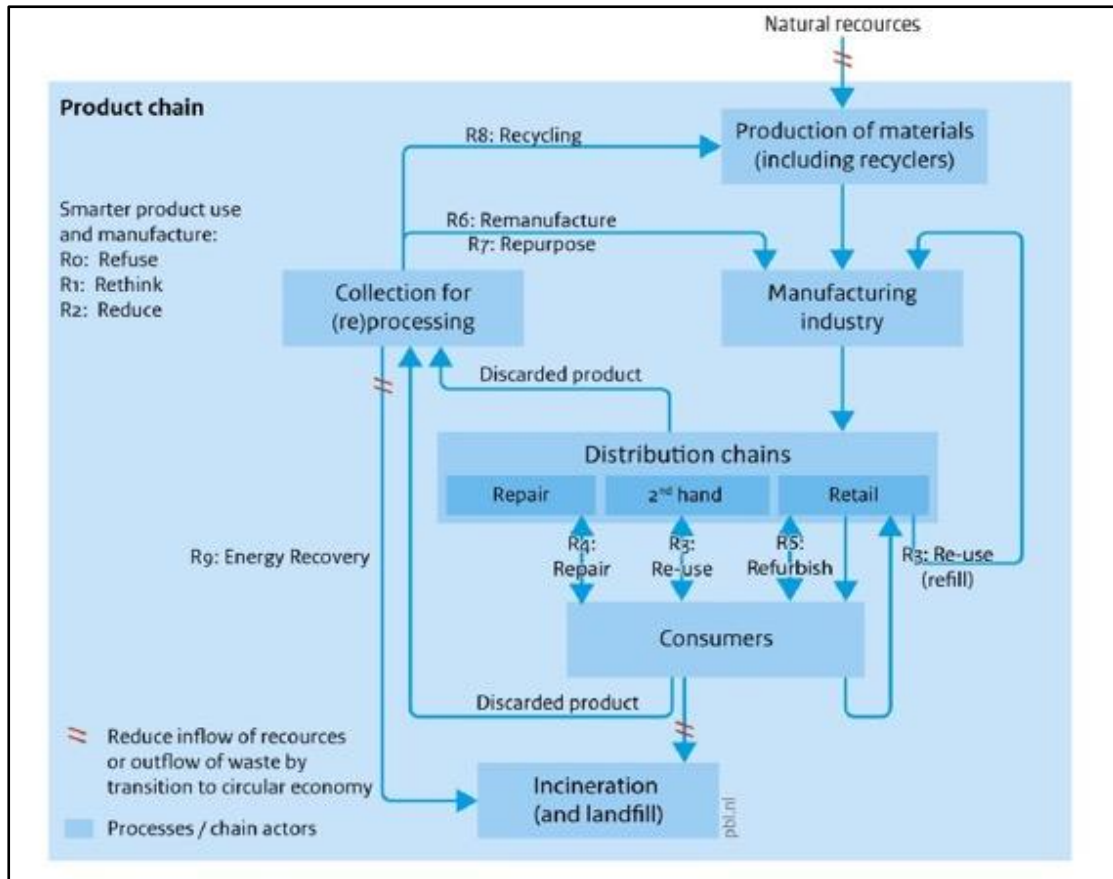 Natural recources
Product chain
R8: Recycling
Production of materials
(including recyclers)
Smarter product use
and manufacture:
R0: Refuse
R1: Rethink
R2: Reduce
R6: Remanufacture
R7: Repurpose
Collection for
(re)processing
Manufacturing
industry
Discarded product
Distribution chains
Repair
2nd hand
Retail
R9: Energy Recovery
R4:
Repair
R3:
Re-use
R5:
Refurbish
R3: Re-use
(refill)
Consumers
Discarded product
Reduce inflow of recources
or outflow of waste by
transition to circular economy
Processes / chain actors
Incineration
(and landfill)
pbl.nl